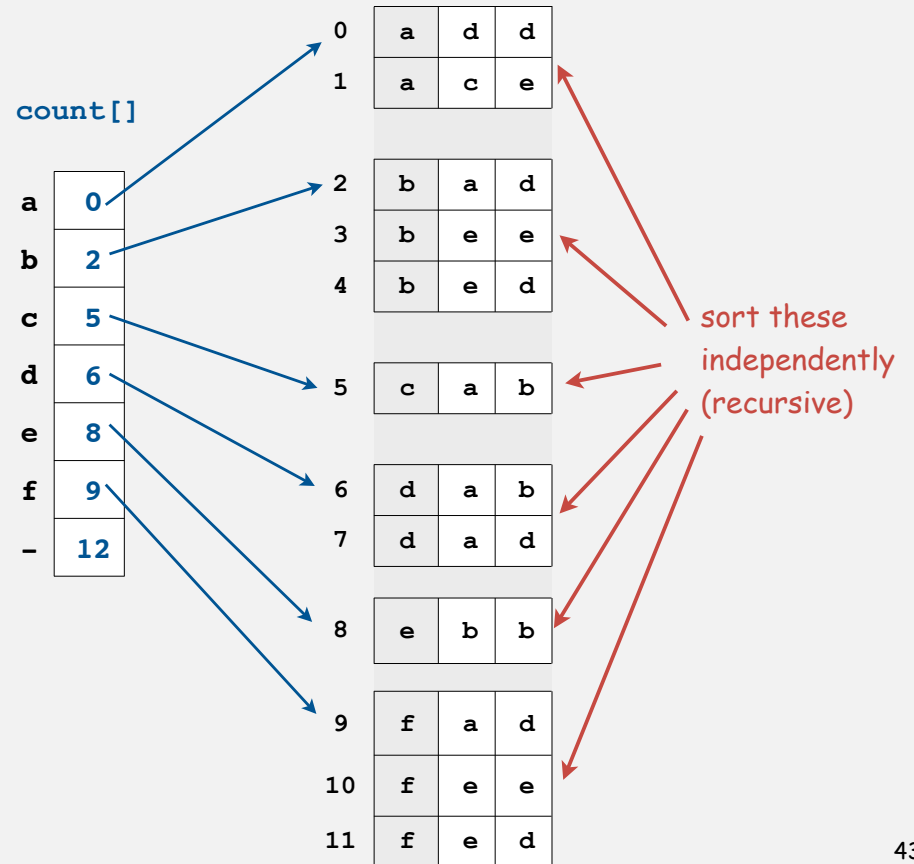 count[]
a 0
b 2
c 5
d 6
e 8
f 9
- 12
0 a d d
1 a c e
2 b a d
3 b e e
4 b e d
5 c a b
6 d a b
7 d a d
8 e b b
9 f a d
10 f e e
11 f e d
sort these
independently
(recursive)
43